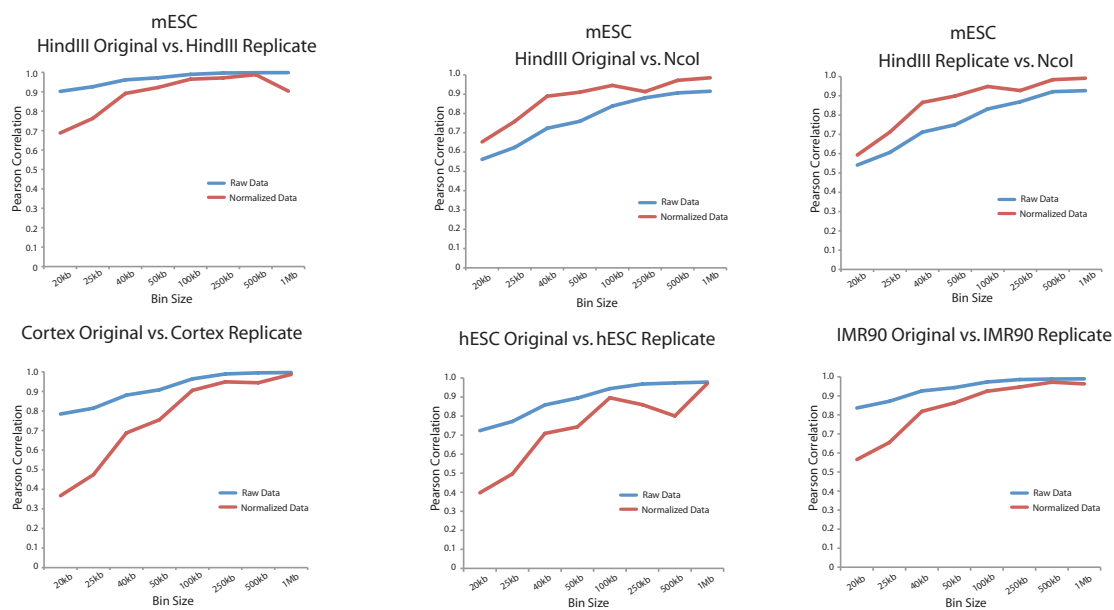 mESC
HindIII Original vs. HindIII Replicate
Pearson Correlation
1.0
0.9
0.8
0.7
0.6
0.5
0.4
0.3
0.2
0.1
0
Raw Data
Normalized Data
20kb
25kb
40kb
50kb
100kb
250kb
500kb
1Mb
Bin Size
mESC
HindIII Original vs. NcoI
Pearson Correlation
1.0
0.9
0.8
0.7
0.6
0.5
0.4
0.3
0.2
0.1
0
Raw Data
Normalized Data
20kb
25kb
40kb
50kb
100kb
250kb
500kb
1Mb
Bin Size
mESC
HindIII Replicate vs. NcoI
Pearson Correlation
1.0
0.9
0.8
0.7
0.6
0.5
0.4
0.3
0.2
0.1
0
Raw Data
Normalized Data
20kb
25kb
40kb
50kb
100kb
250kb
500kb
1Mb
Bin Size
Cortex Original vs. Cortex Replicate
Pearson Correlation
1.0
0.9
0.8
0.7
0.6
0.5
0.4
0.3
0.2
0.1
0
Raw Data
Normalized Data
20kb
25kb
40kb
50kb
100kb
250kb
500kb
1Mb
Bin Size
hESC Original vs. hESC Replicate
Pearson Correlation
1.0
0.9
0.8
0.7
0.6
0.5
0.4
0.3
0.2
0.1
0
Raw Data
Normalized Data
20kb
25kb
40kb
50kb
100kb
250kb
500kb
1Mb
Bin Size
IMR90 Original vs. IMR90 Replicate
Pearson Correlation
1.0
0.9
0.8
0.7
0.6
0.5
0.4
0.3
0.2
0.1
0
Raw Data
Normalized Data
20kb
25kb
40kb
50kb
100kb
250kb
500kb
1Mb
Bin Size